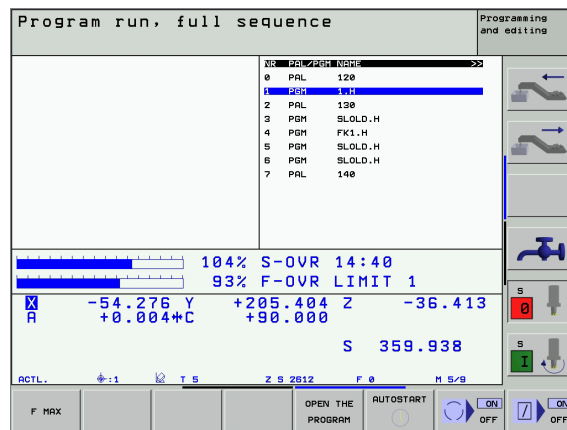 Program run, full sequence
Programming
and editing
NR PAL/PGM NAME >>
0 PAL 120
1 PGM 1.H
2 PAL 130
3 PGM SLOLD.H
4 PGM FK1.H
5 PGM SLOLD.H
6 PGM SLOLD.H
7 PAL 140
104% S-OVR 14:40
93% F-OVR LIMIT 1
X -54.276 Y +205.404 Z -36.413
A +0.004 C +90.000
S 359.938
ACTL. :1 T 5 Z S 2612 F 0 M 5/9
S
0
S
I
F MAX
OPEN THE
PROGRAM
AUTOSTART
ON
OFF
ON
OFF